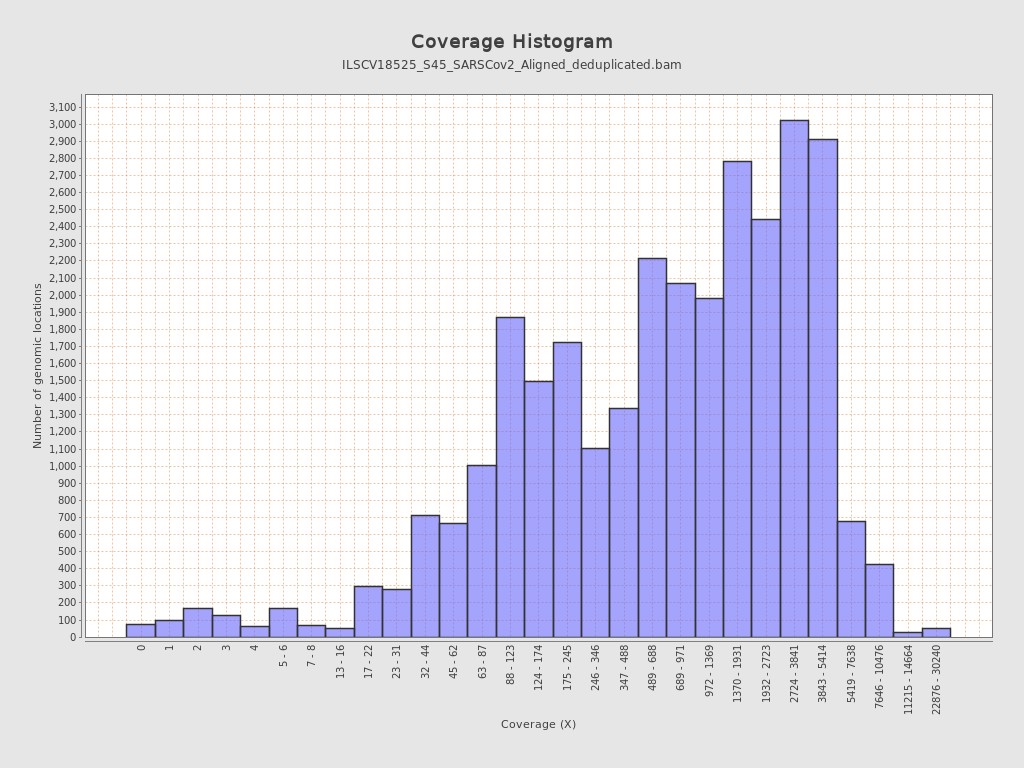 Coverage Histogram
ILSCV18525_S45_SARSCov2_Aligned_deduplicated.bam
Number of genomic locations
3,100
3,000
2,900
2,800
2,700
2,600
2,500
2,400
2,300
2,200
2,100
2,000
1,900
1,800
1,700
1,600
1,500
1,400
1,300
1,200
1,100
1,000
900
800
700
600
500
400
300
200
100
0
0
1
2
3
4
5 - 6
7 - 8
13 - 16
17 - 22
23 - 31
32 - 44
45 - 62
63 - 87
88 - 123
124 - 174
175 - 245
246 - 346
347 - 488
489 - 688
689 - 971
972 - 1369
1370 - 1931
1932 - 2723
2724 - 3841
3843 - 5414
5419 - 7638
7646 - 10476
11215 - 14664
22876 - 30240
Coverage (X)